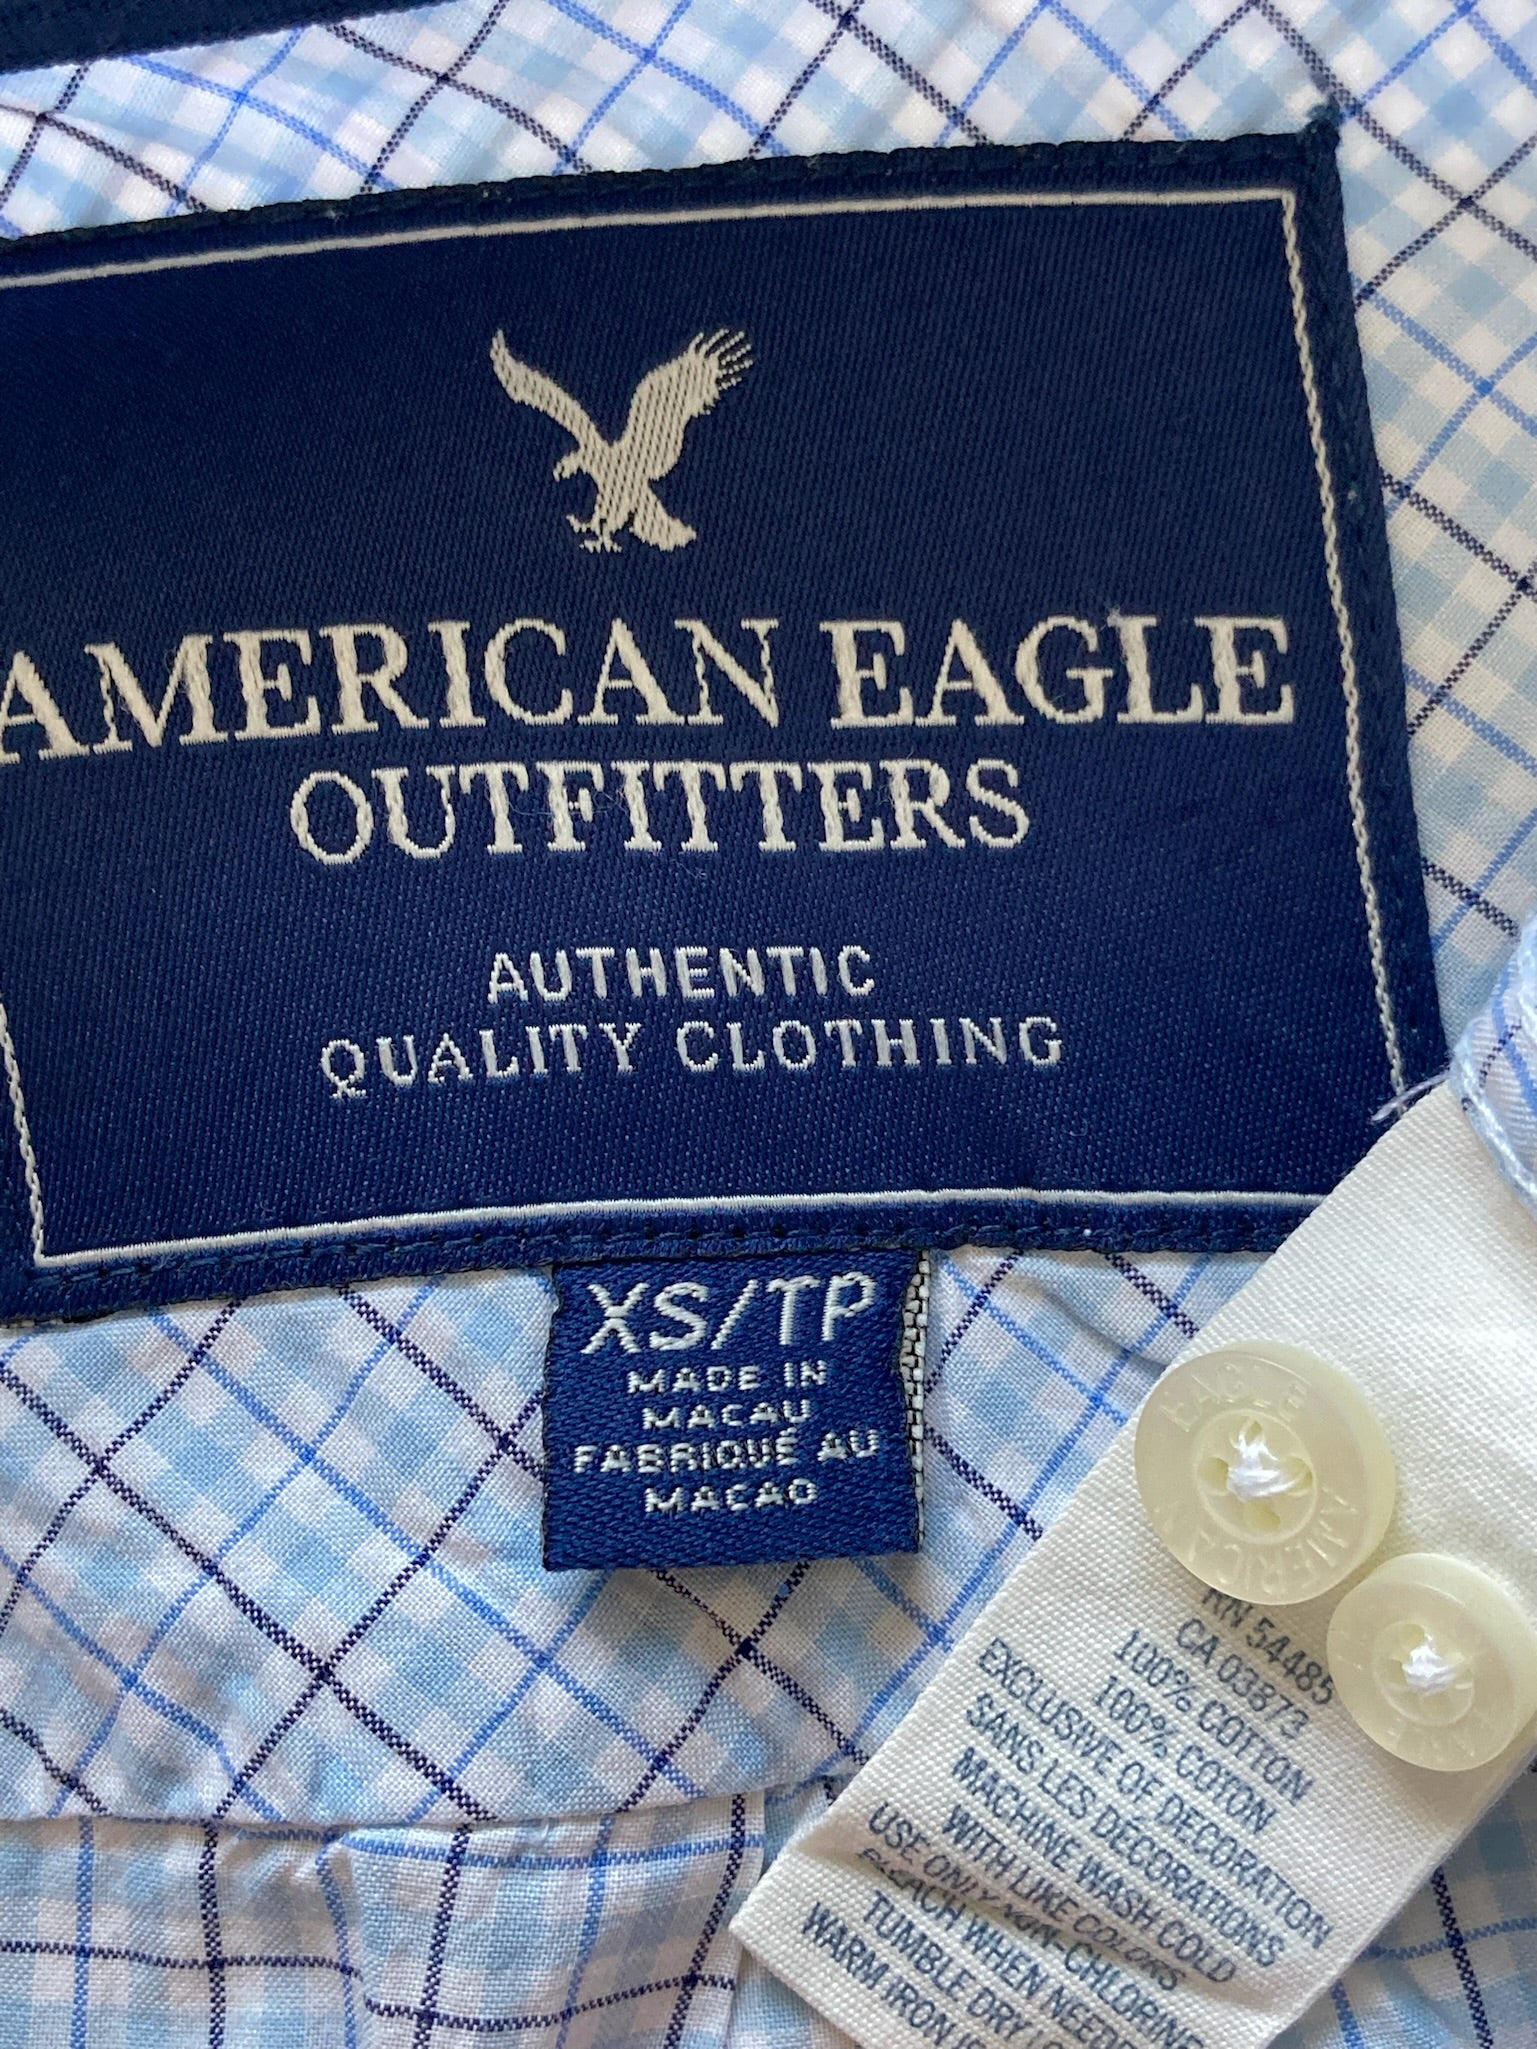 AMERICAN EAGLE
OUTFITTERS
AUTHENTIC
QUALITY CLOTHING
XS/TP
MADE IN
MACAU
FABRIQUÉ AU
MACAO
EAGLE AMERICAN
RN 54485
CA 03873
100% COTTON
100% COTON
EXCLUSIVE OF DECORATION
SANS LES DÉCORATIONS
MACHINE WASH COLD
WITH LIKE COLORS
USE ONLY NON-CHLORINE
BLEACH WHEN
TUMBLE DRY
WARM IRON